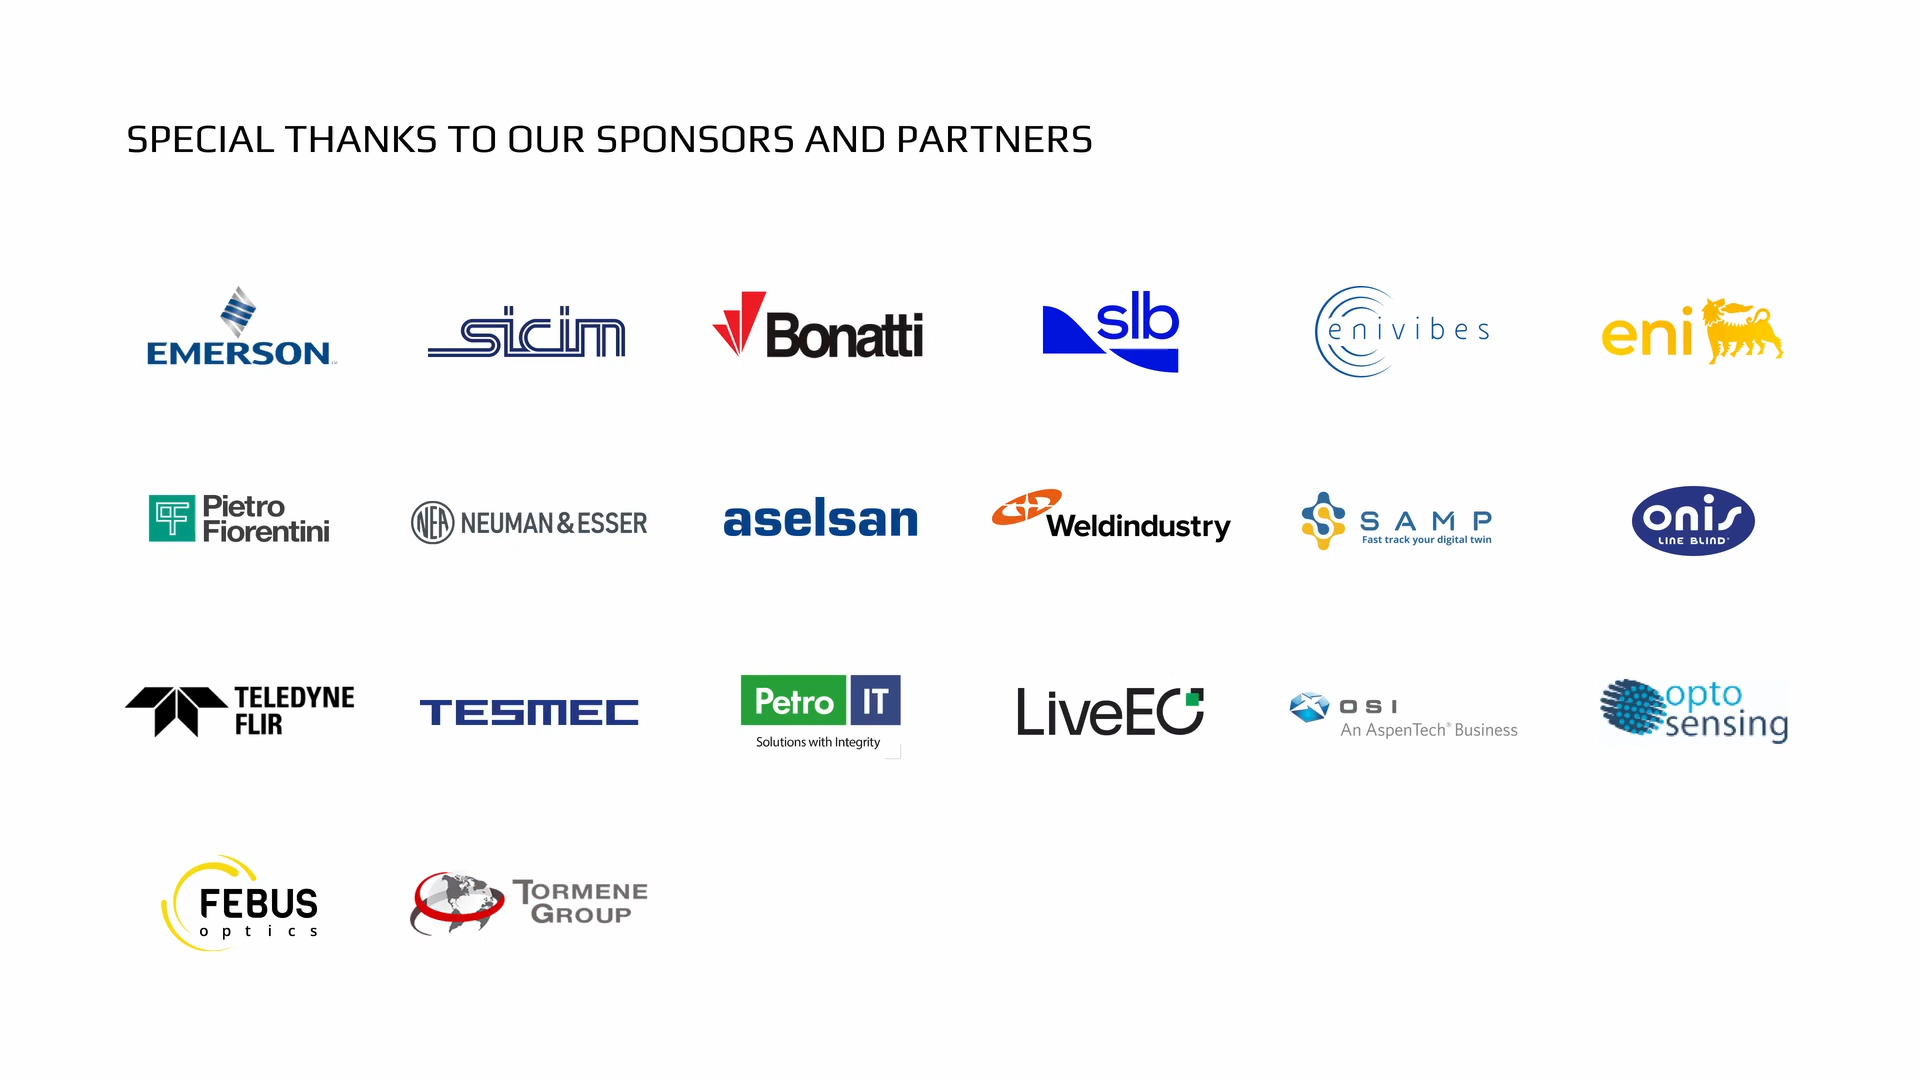 SPECIAL THANKS TO OUR SPONSORS AND PARTNERS
EMERSON
sicim
Bonatti
slb
enivibes
eni
Pietro
Fiorentini
NEA NEUMAN & ESSER
aselsan
Weldindustry
SAMP
Fast track your digital twin
onis
LINE BLIND®
TELEDYNE
FLIR
TESMEC
Petro IT
Solutions with Integrity
LiveEO
OSI
An AspenTech® Business
opto
sensing
FEBUS
optics
TORMENE
GROUP